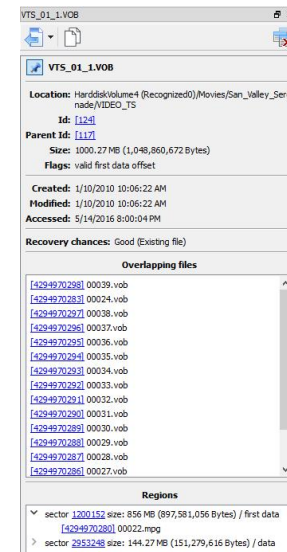 VTS_01_1.VOB
VTS_01_1.VOB
Location: HarddiskVolume4 (Recognized0)/Movies/San_Valley_Ser
nade/VIDEO_TS
Id: [124]
Parent Id: [117]
Size: 1000.27 MB (1,048,860,672 Bytes)
Flags: valid first data offset
Created: 1/10/2010 10:06:22 AM
Modified: 1/10/2010 10:06:22 AM
Accessed: 5/14/2016 8:00:04 PM
Recovery chances: Good (Existing file)
Overlapping files
[4294970298] 00039.vob
[4294970283] 00024.vob
[4294970297] 00038.vob
[4294970296] 00037.vob
[4294970295] 00036.vob
[4294970294] 00035.vob
[4294970293] 00034.vob
[4294970292] 00033.vob
[4294970291] 00032.vob
[4294970290] 00031.vob
[4294970289] 00030.vob
[4294970288] 00029.vob
[4294970287] 00028.vob
[4294970286] 00027.vob
Regions
sector 1200152 size: 856 MB (897,581,056 Bytes) / first data
[4294970280] 00022.mpg
sector 2953248 size: 144.27 MB (151,279,616 Bytes) / data